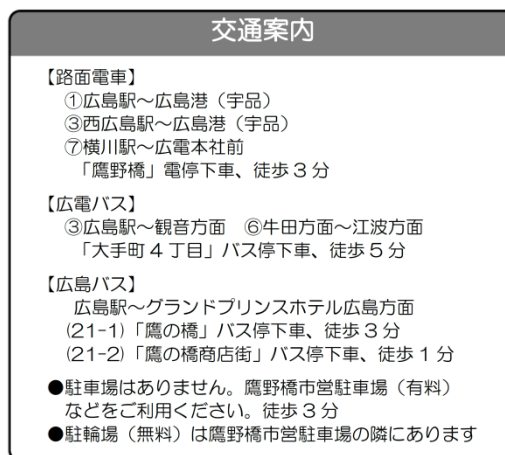 交通案内
【路面電車】
①広島駅～広島港（宇品）
③西広島駅～広島港（宇品）
⑦横川駅～広電本社前
「鷹野橋」電停下車、徒歩３分
【広電バス】
③広島駅～観音方面　⑥牛田方面～江波方面
「大手町４丁目」バス停下車、徒歩５分
【広島バス】
広島駅～グランドプリンスホテル広島方面
(21-1)「鷹の橋」バス停下車、徒歩３分
(21-2)「鷹の橋商店街」バス停下車、徒歩１分
●駐車場はありません。鷹野橋市営駐車場（有料）
などをご利用ください。徒歩３分
●駐輪場（無料）は鷹野橋市営駐車場の隣にあります